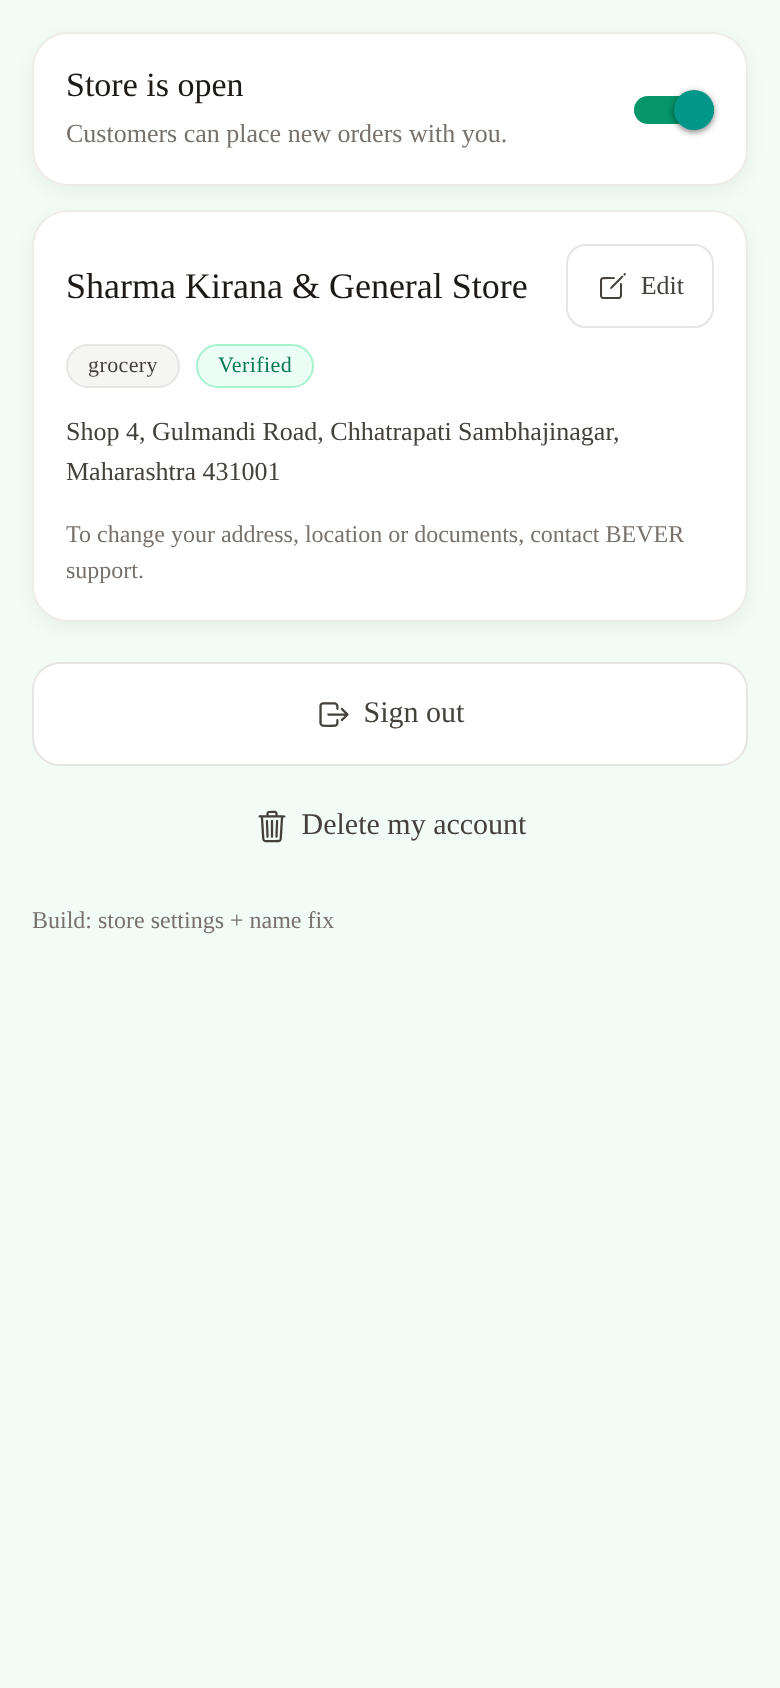 Store is open
Customers can place new orders with you.
Sharma Kirana & General Store
Edit
grocery
Verified
Shop 4, Gulmandi Road, Chhatrapati Sambhajinagar,
Maharashtra 431001
To change your address, location or documents, contact BEVER
support.
Sign out
Delete my account
Build: store settings + name fix